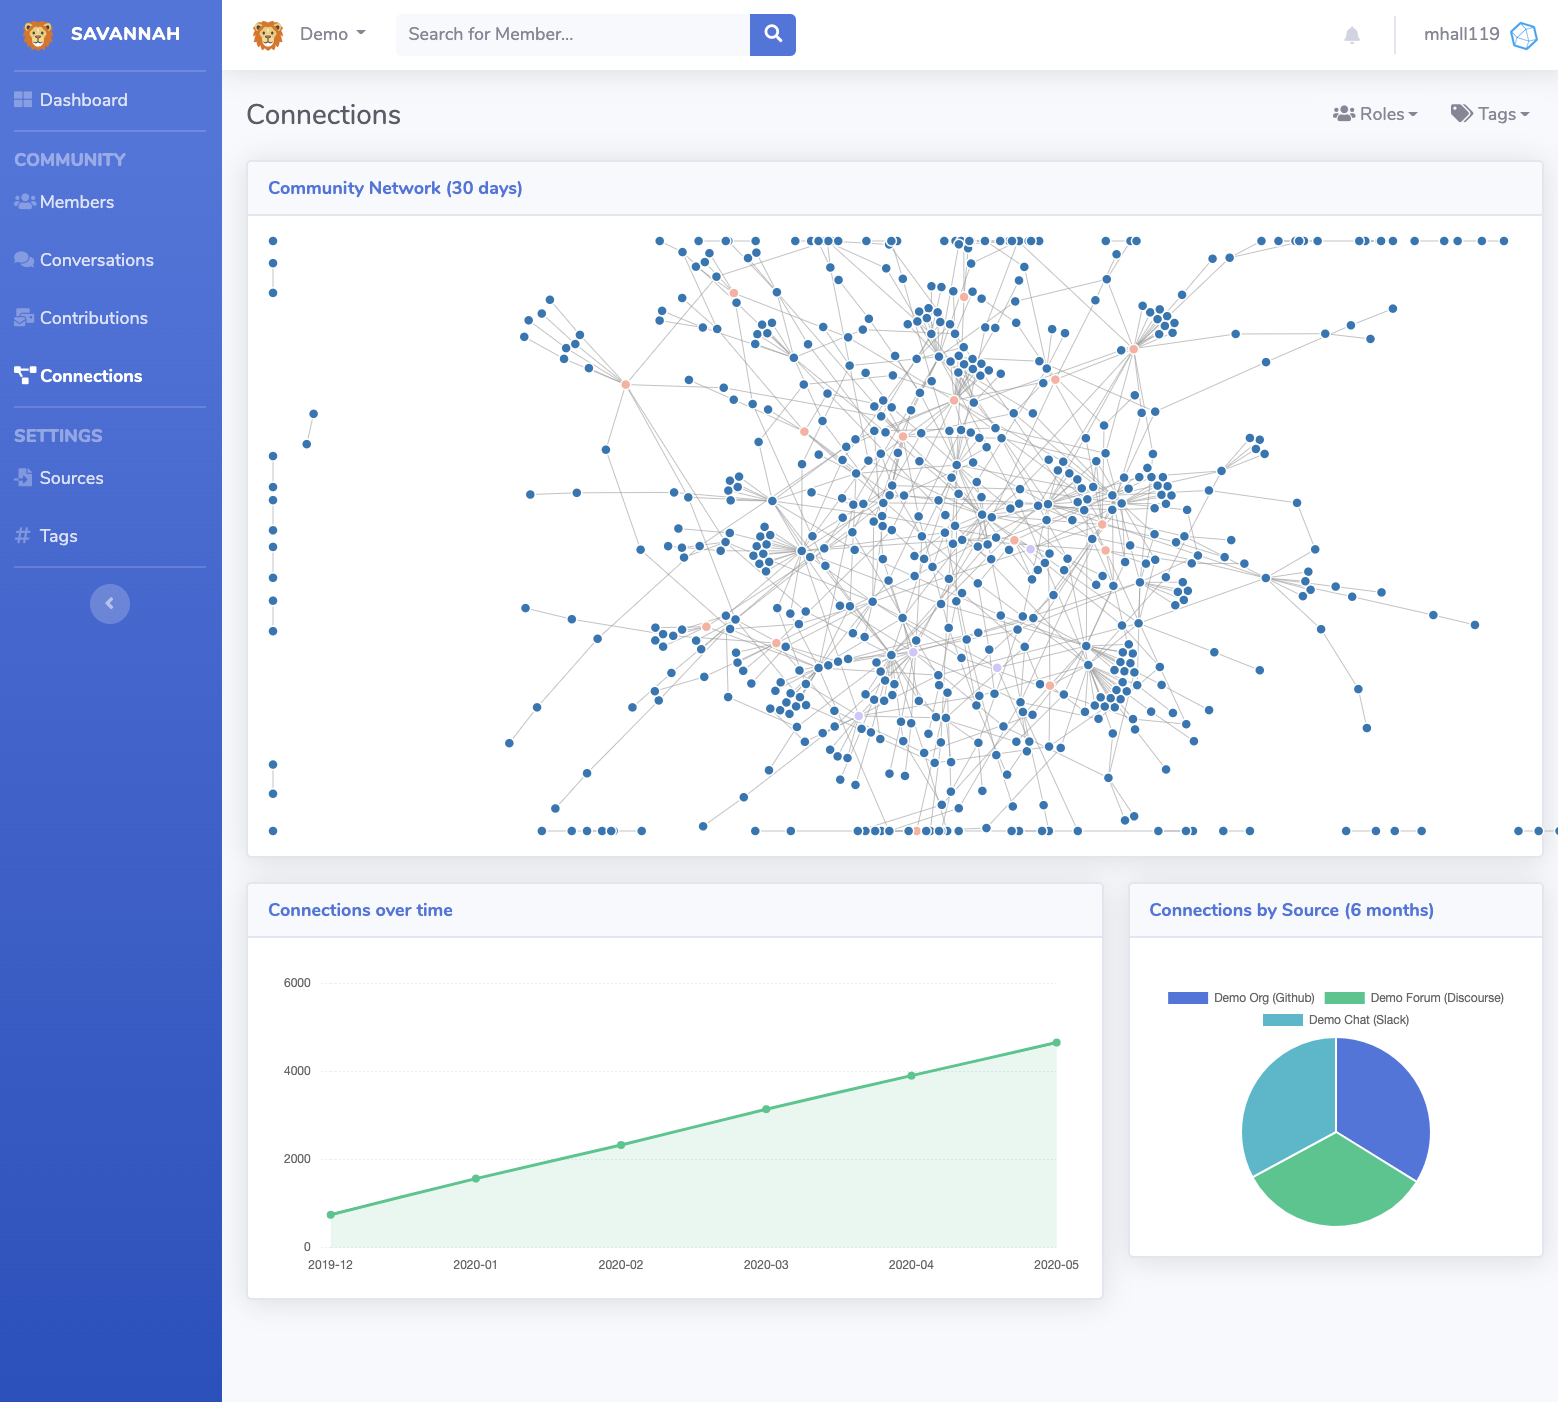 SAVANNAH
Demo
Search for Member...
mhall119
Dashboard
COMMUNITY
Members
Conversations
Contributions
Connections
SETTINGS
Sources
# Tags
Connections
Roles
Tags
Community Network (30 days)
Connections over time
6000
4000
2000
0
2019-12
2020-01
2020-02
2020-03
2020-04
2020-05
Connections by Source (6 months)
Demo Org (Github)
Demo Forum (Discourse)
Demo Chat (Slack)